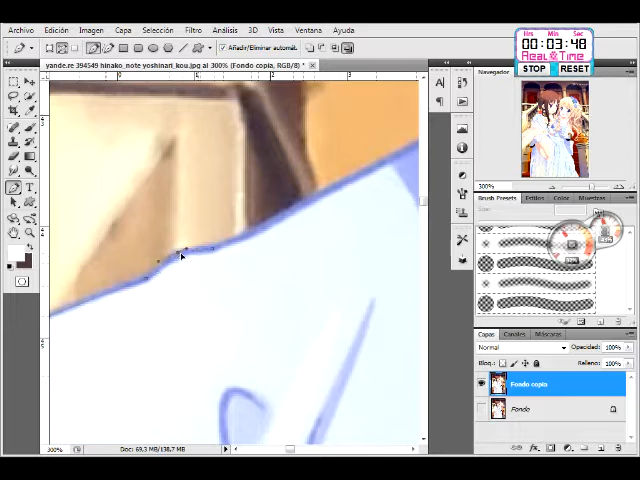 Archivo Edición Imagen Capa Selección Filtro Análisis 3D Vista Ventana Ayuda
Hrs Min Sec
00:03:48
Real Time
STOP RESET
Añadir/Eliminar automát.
yande.re 394549 hinako_note yoshinari_kou.jpg al 300% (Fondo copia, RGB/8) *
Navegador
300%
Brush Presets Estilos Color Muestras
Capas Canales Máscaras
Normal Opacidad: 100%
Bloq.: Relleno: 100%
Fondo copia
Fondo
300% Doc: 69,3 MB/138,7 MB